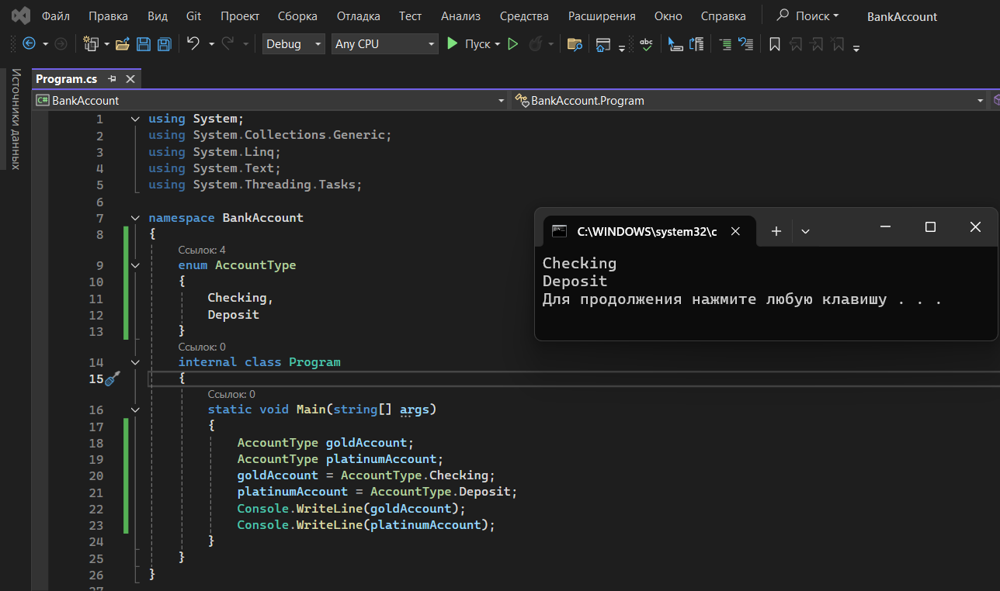 Файл Правка Вид Git Проект Сборка Отладка Тест Анализ Средства Расширения Окно Справка Поиск BankAccount
Debug Any CPU Пуск abc
Источники данных
Program.cs
C# BankAccount BankAccount.Program
1 using System;
2 using System.Collections.Generic;
3 using System.Linq;
4 using System.Text;
5 using System.Threading.Tasks;
6
7 namespace BankAccount
8 {
Ссылок: 4
9 enum AccountType
10 {
11 Checking,
12 Deposit
13 }
Ссылок: 0
14 internal class Program
15 {
Ссылок: 0
16 static void Main(string[] args)
17 {
18 AccountType goldAccount;
19 AccountType platinumAccount;
20 goldAccount = AccountType.Checking;
21 platinumAccount = AccountType.Deposit;
22 Console.WriteLine(goldAccount);
23 Console.WriteLine(platinumAccount);
24 }
25 }
26 }
27
C:\WINDOWS\system32\c
Checking
Deposit
Для продолжения нажмите любую клавишу . . .